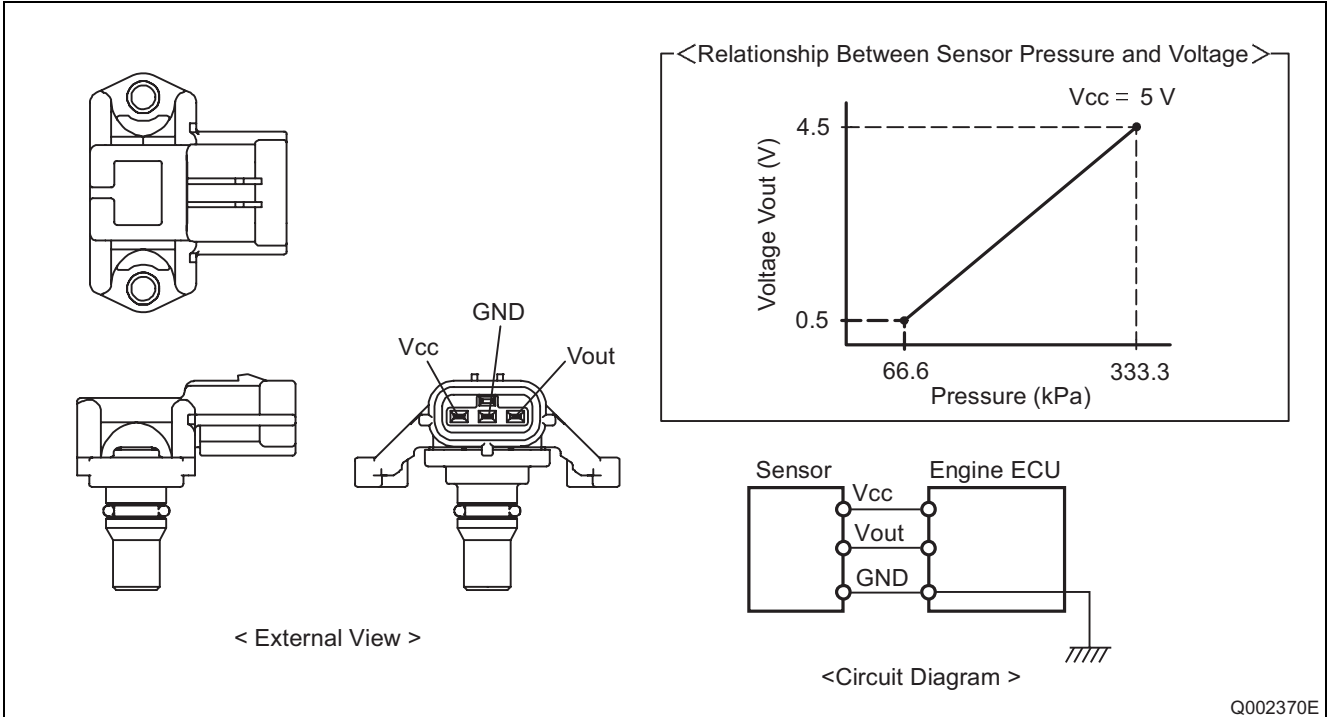 <Relationship Between Sensor Pressure and Voltage>
Vcc = 5 V
4.5
Voltage Vout (V)
0.5
66.6
333.3
Pressure (kPa)
GND
Vcc
Vout
Sensor
Engine ECU
Vcc
Vout
GND
< External View >
<Circuit Diagram >
Q002370E